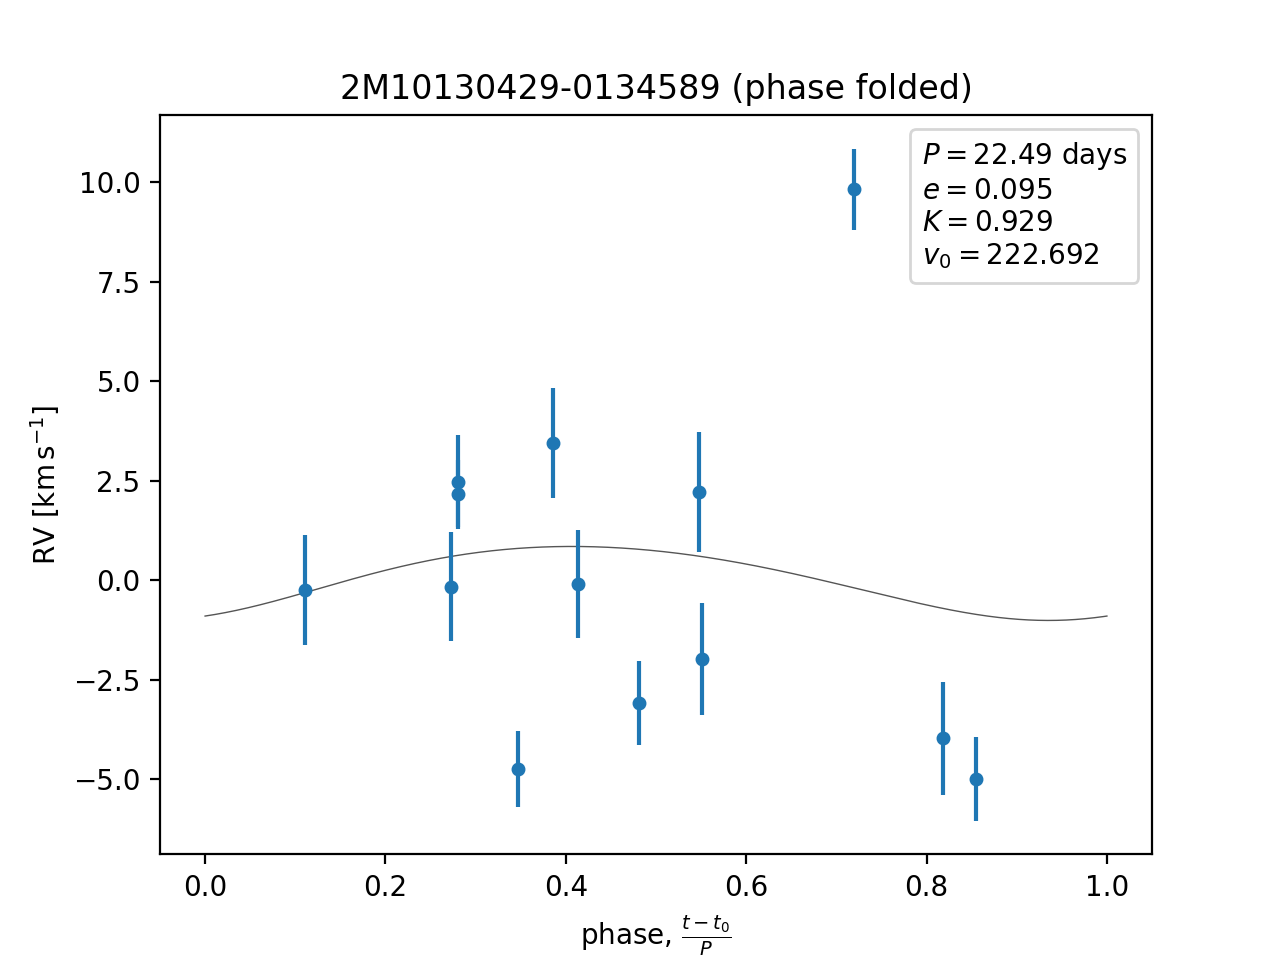 2M10130429-0134589 (phase folded)
P = 22.49 days
e = 0.095
K = 0.929
v₀ = 222.692
10.0
7.5
5.0
2.5
0.0
−2.5
−5.0
RV [km s⁻¹]
0.0 0.2 0.4 0.6 0.8 1.0
phase, (t − t₀)/P